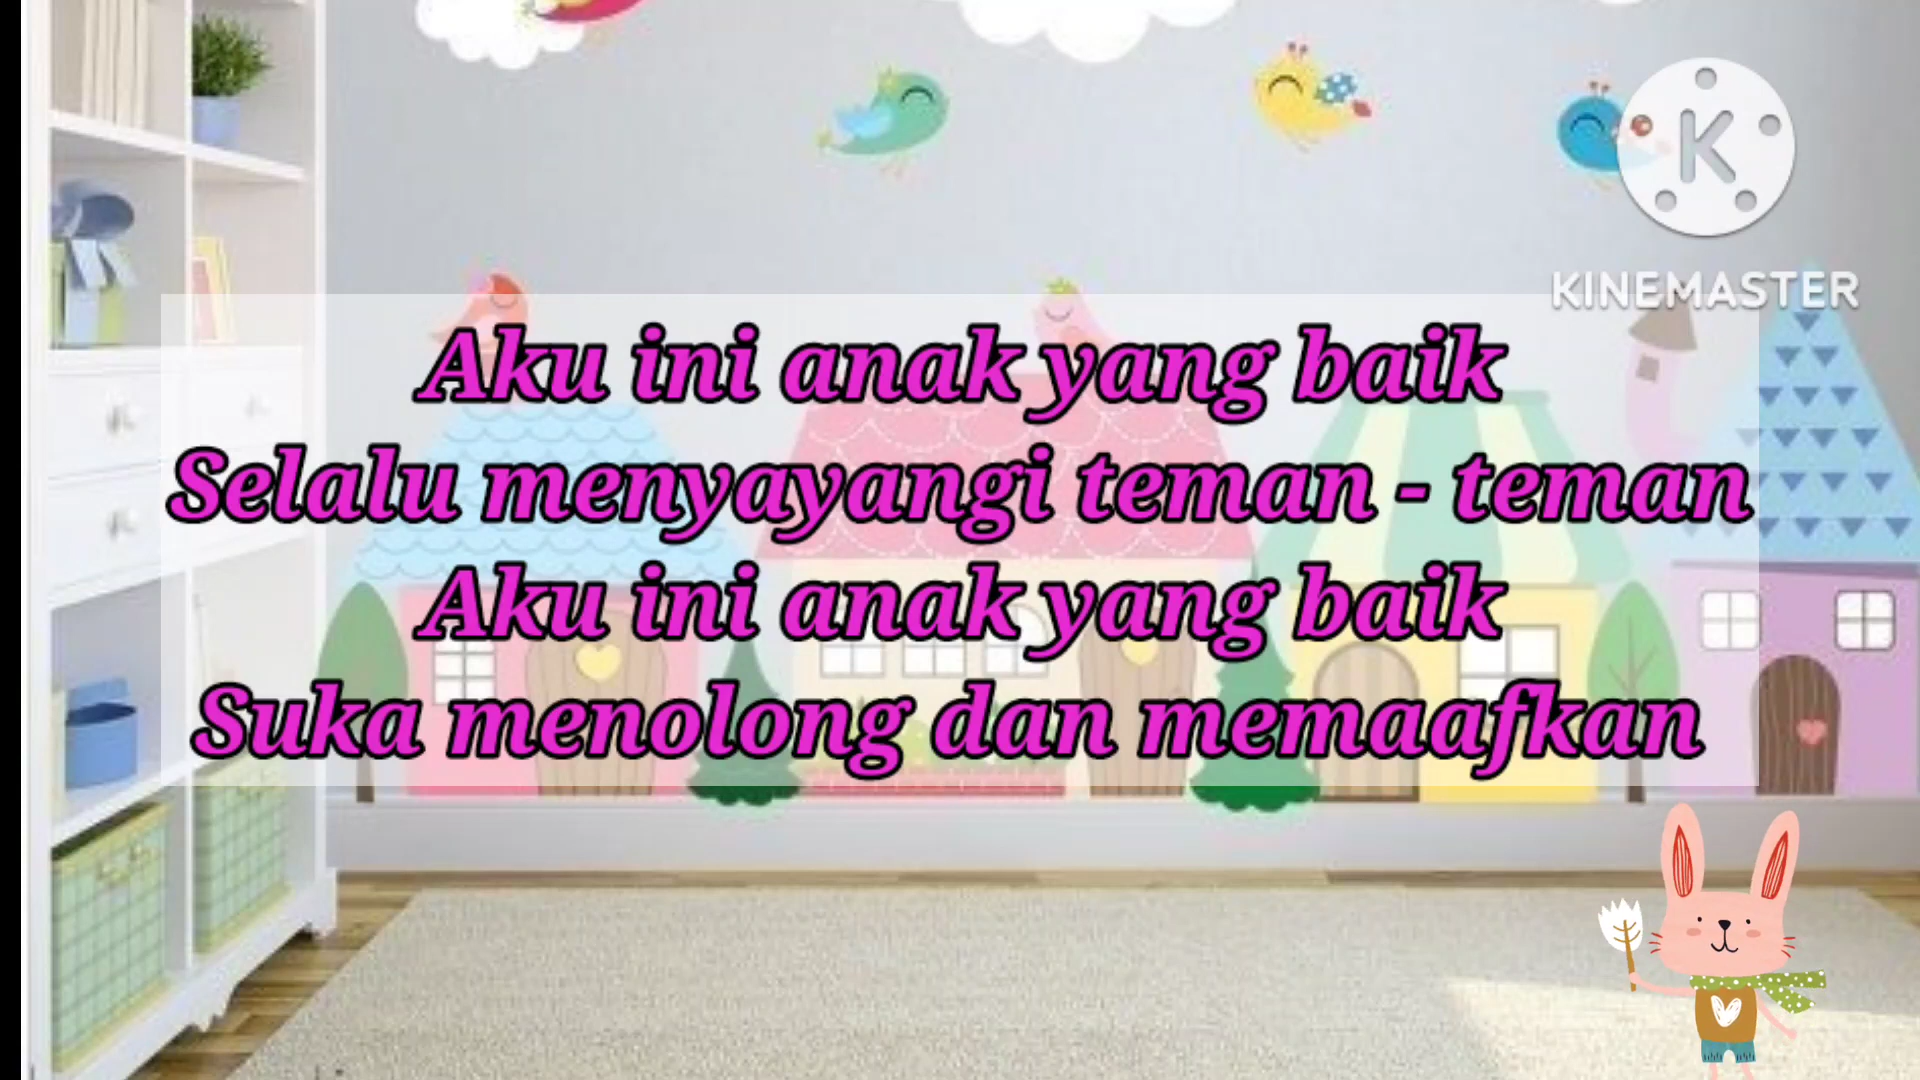 K
KINEMASTER
Aku ini anak yang baik
Selalu menyayangi teman - teman
Aku ini anak yang baik
Suka menolong dan memaafkan